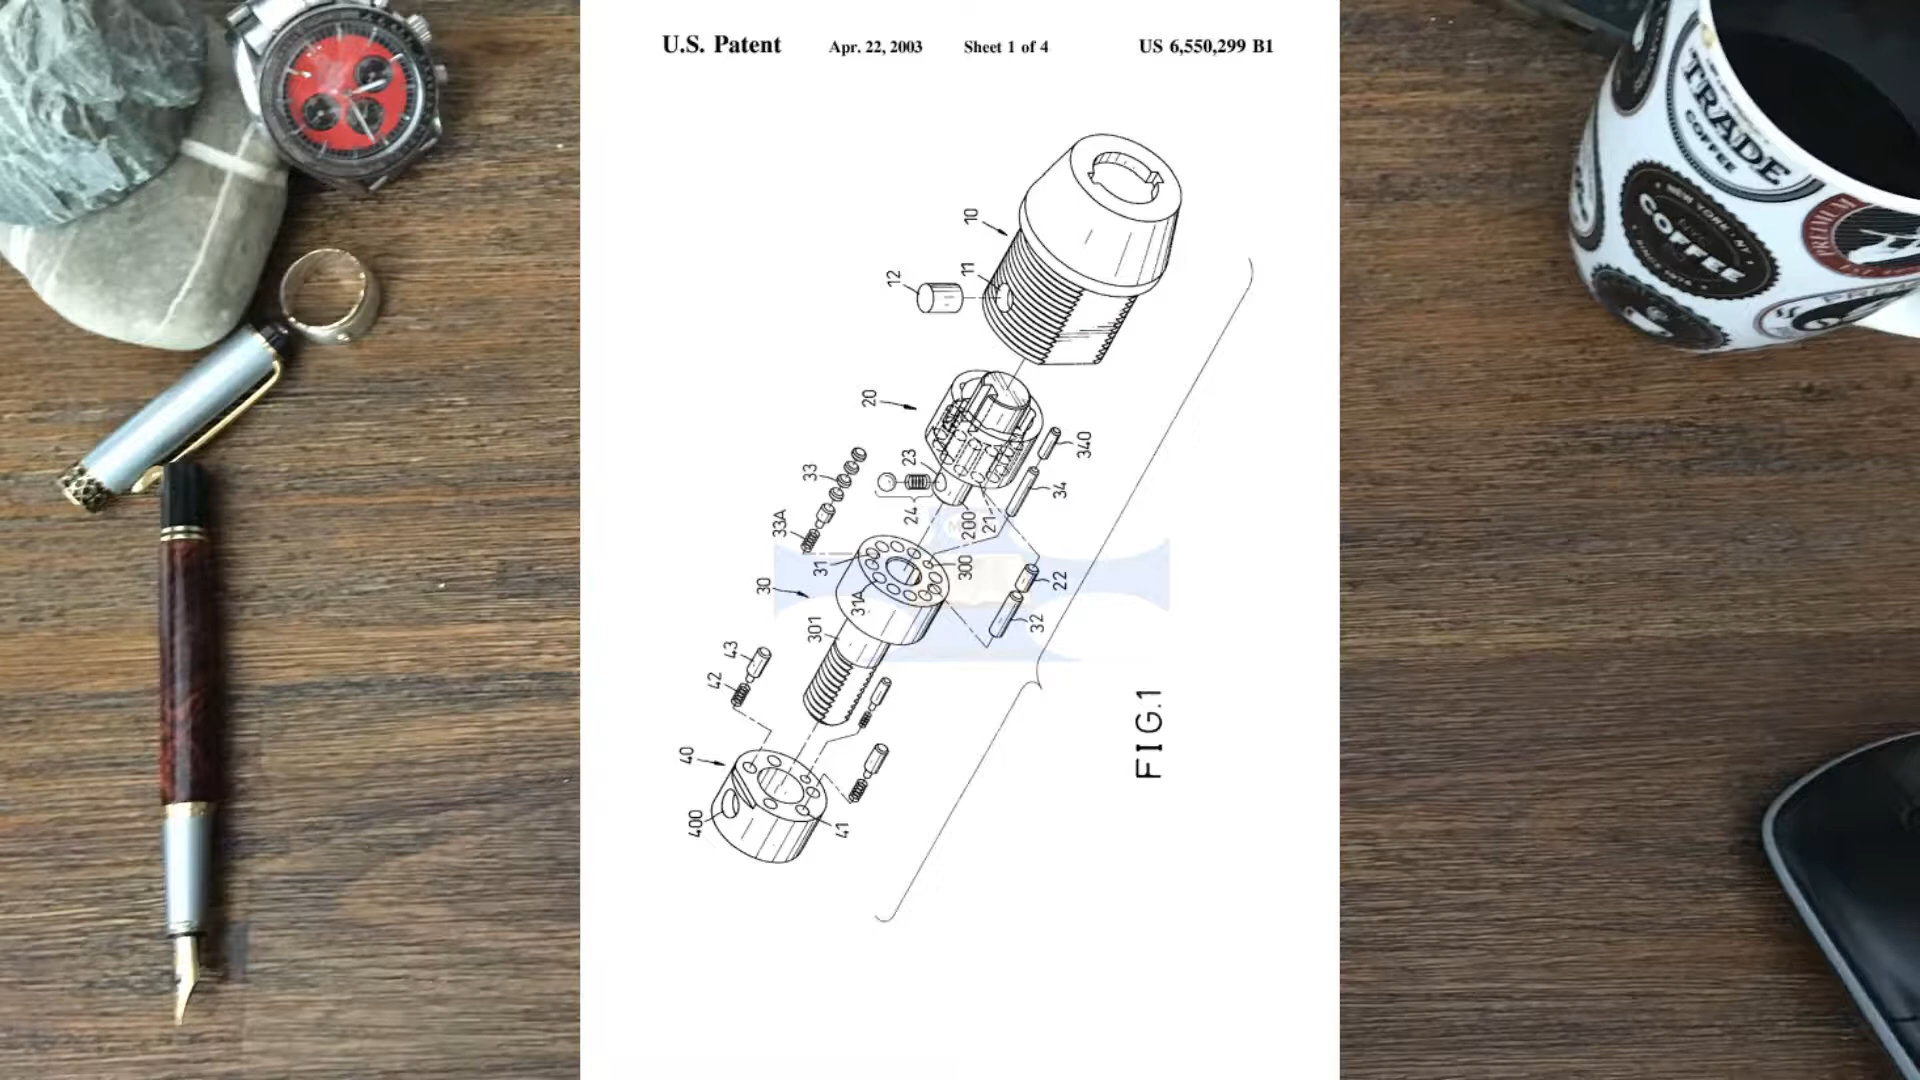 U.S. Patent Apr. 22, 2003 Sheet 1 of 4 US 6,550,299 B1
10
11
12
20
23
24
200
21
340
34
33
33A
31
30
31A
300
22
32
301
43
42
40
400
41
FIG.1
TRADE
COFFEE
NEW YORK, NY
COFFEE
PREMIUM